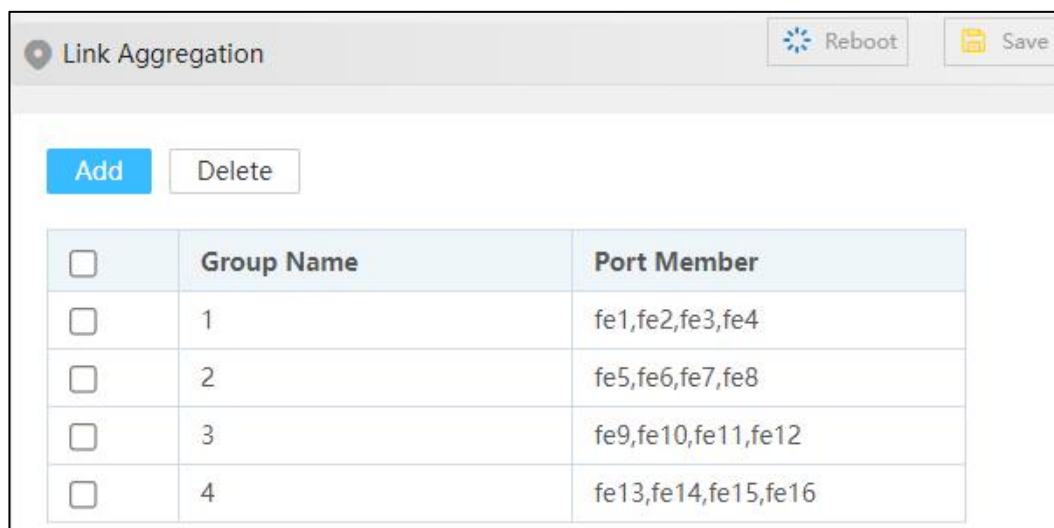 Link Aggregation Reboot Save
Add Delete
Group Name Port Member
1 fe1,fe2,fe3,fe4
2 fe5,fe6,fe7,fe8
3 fe9,fe10,fe11,fe12
4 fe13,fe14,fe15,fe16